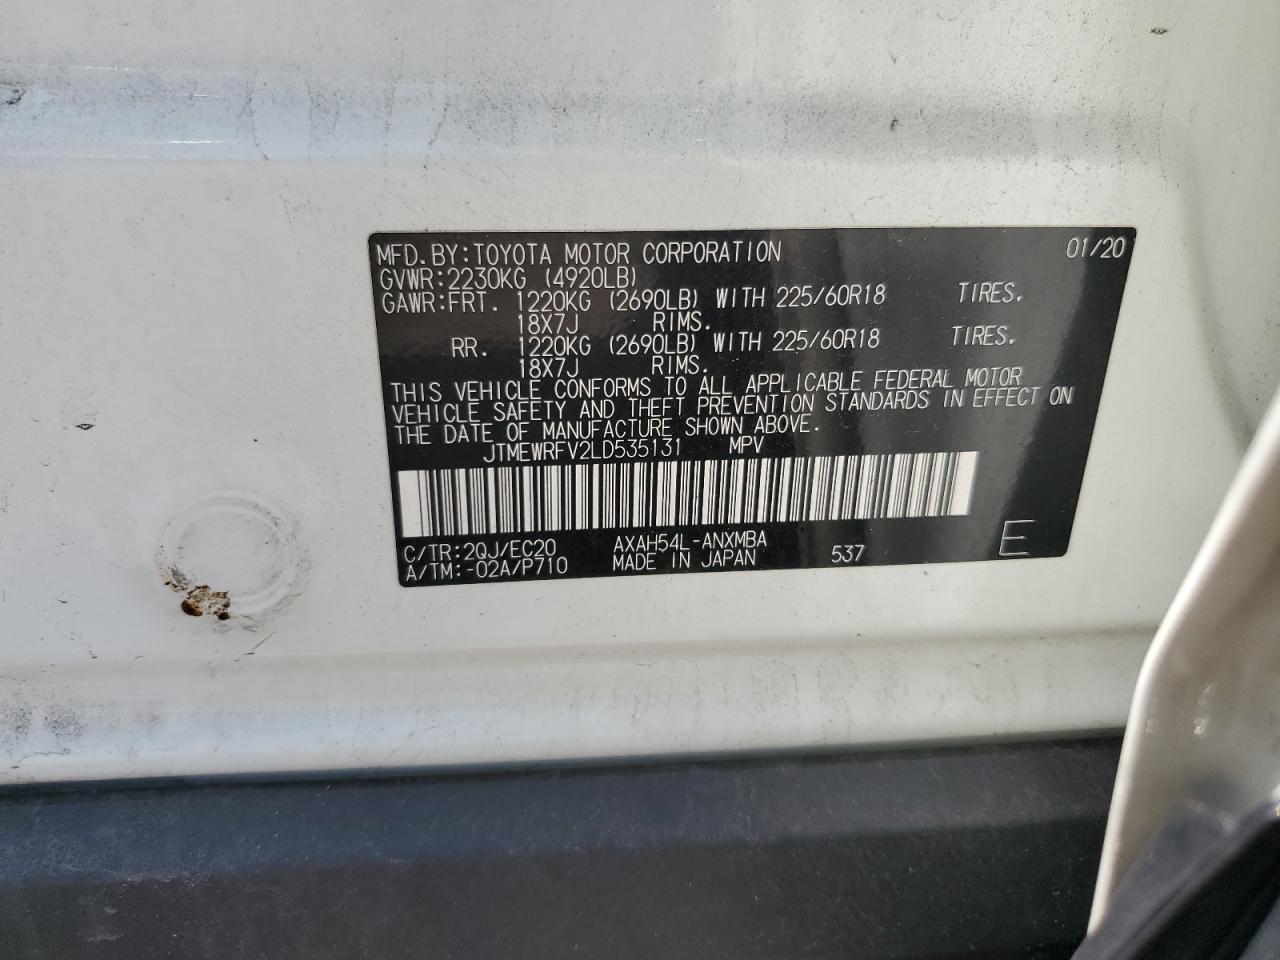 MFD.BY:TOYOTA MOTOR CORPORATION 01/20
GVWR:2230KG (4920LB)
GAWR:FRT. 1220KG (2690LB) WITH 225/60R18 TIRES.
18X7J RIMS.
RR. 1220KG (2690LB) WITH 225/60R18 TIRES.
18X7J RIMS.
THIS VEHICLE CONFORMS TO ALL APPLICABLE FEDERAL MOTOR
VEHICLE SAFETY AND THEFT PREVENTION STANDARDS IN EFFECT ON
THE DATE OF MANUFACTURE SHOWN ABOVE.
JTMEWRFV2LD535131 MPV
C/TR:2QJ/EC20 AXAH54L-ANXMBA
A/TM:-02A/P710 MADE IN JAPAN 537 E